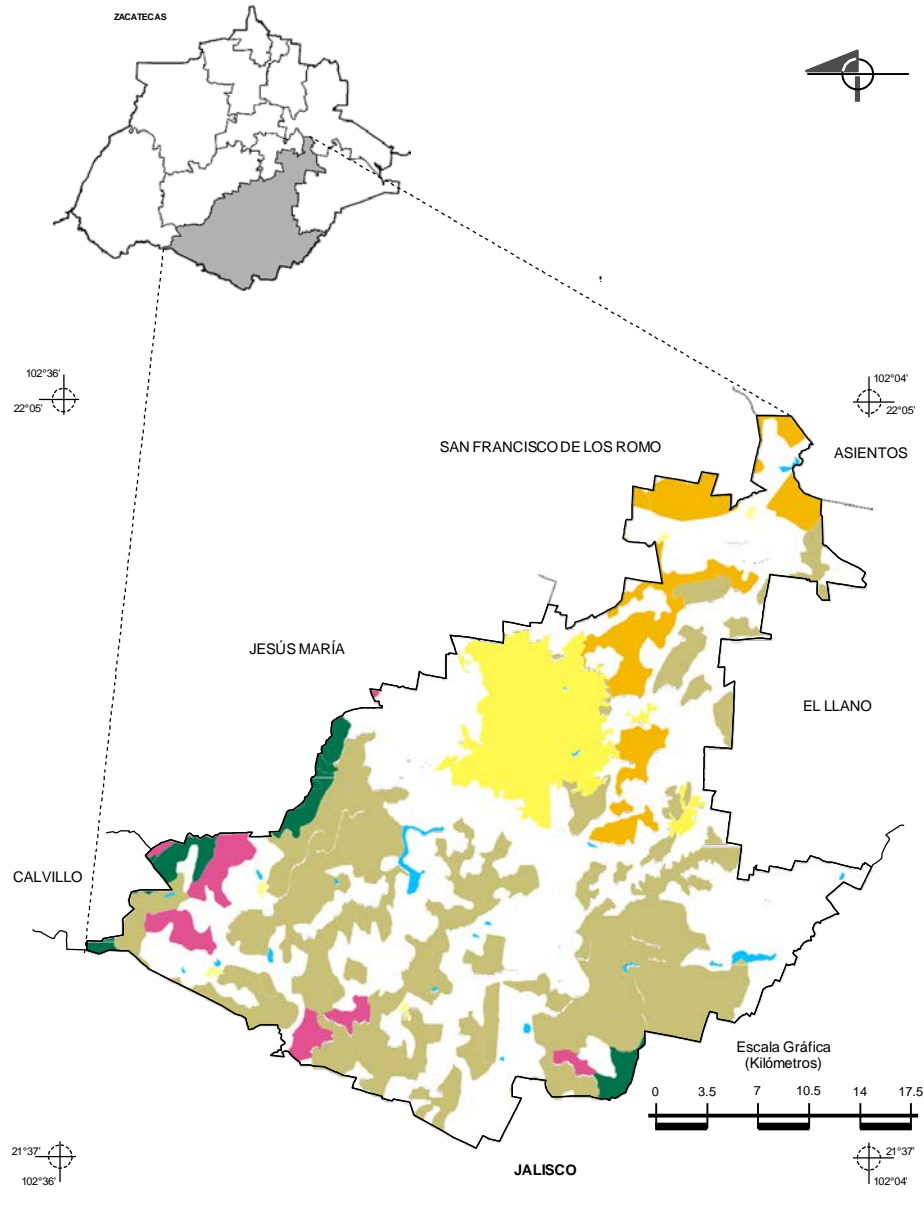 ZACATECAS
102°36'
22°05'
102°04'
22°05'
SAN FRANCISCO DE LOS ROMO
ASIENTOS
JESÚS MARÍA
EL LLANO
CALVILLO
Escala Gráfica
(Kilómetros)
0 3.5 7 10.5 14 17.5
21°37'
102°36'
JALISCO
21°37'
102°04'